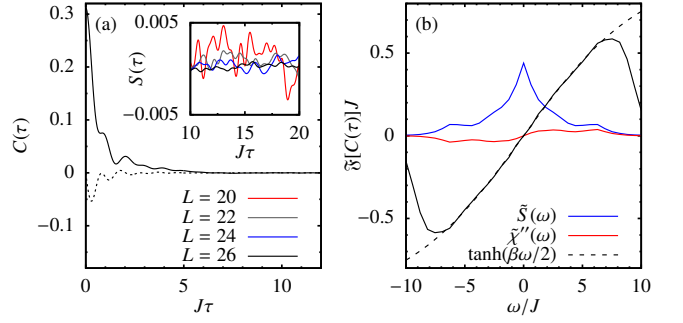 (a)
0.3
0.2
0.1
0
−0.1
C(τ)
0
5
10
Jτ
0.005
−0.005
S(τ)
10
15
20
Jτ
L = 20
L = 22
L = 24
L = 26
(b)
0.5
0
−0.5
𝔉̃[C(τ)]J
−10
−5
0
5
10
ω/J
S̃(ω)
χ̃′′(ω)
tanh(βω/2)